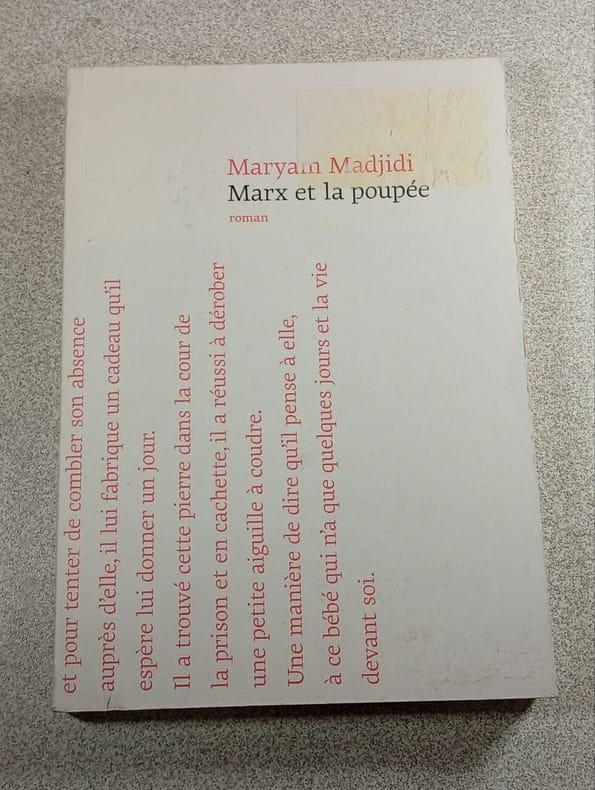 Maryam Madjidi
Marx et la poupée
roman
et pour tenter de combler son absence
auprès d'elle, il lui fabrique un cadeau qu'il
espère lui donner un jour.
Il a trouvé cette pierre dans la cour de
la prison et en cachette, il a réussi à dérober
une petite aiguille à coudre.
Une manière de dire qu'il pense à elle,
à ce bébé qui n'a que quelques jours et la vie
devant soi.